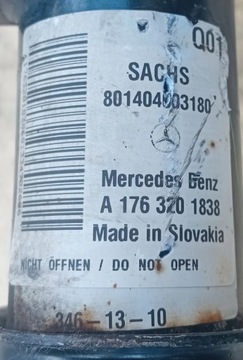 Q01
SACHS
801404003180
Mercedes Benz
A 176 320 1838
Made in Slovakia
NICHT ÖFFNEN / DO NOT OPEN
346-13-10